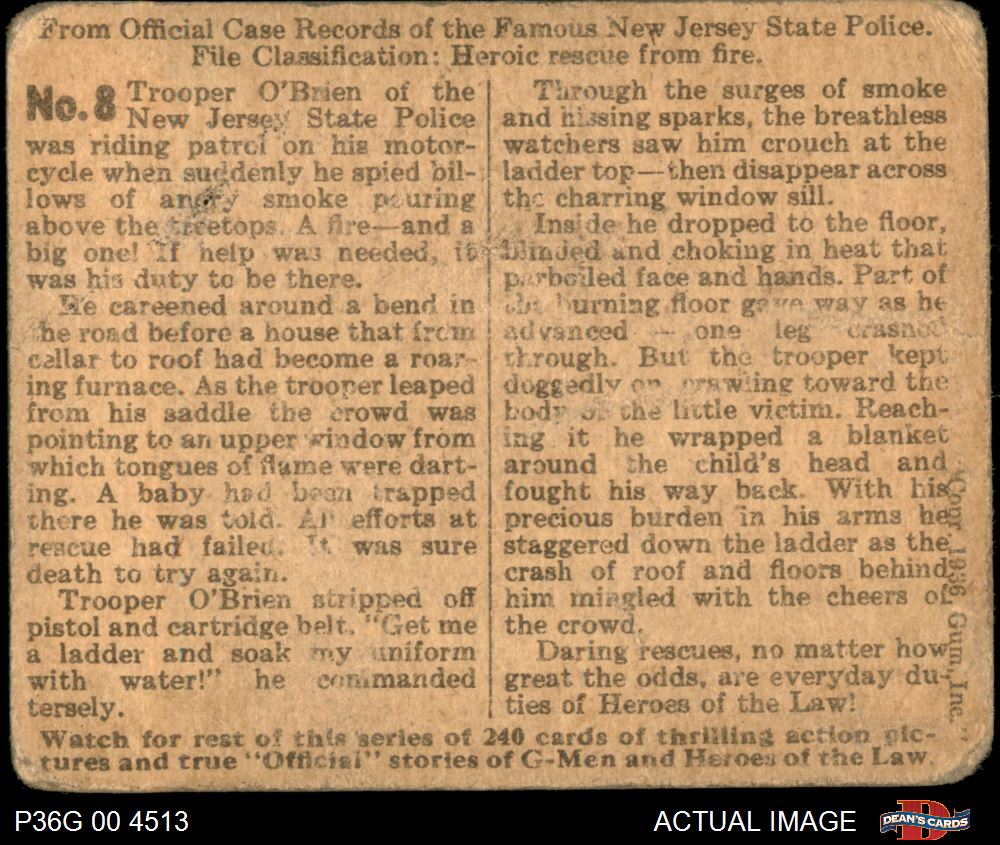 From Official Case Records of the Famous New Jersey State Police.
File Classification: Heroic rescue from fire.
No. 8 Trooper O'Brien of the
New Jersey State Police
was riding patrol on his motor-
cycle when suddenly he spied bil-
lows of angry smoke pouring
above the treetops. A fire—and a
big one! If help was needed, it
was his duty to be there.
He careened around a bend in
the road before a house that from
cellar to roof had become a roar-
ing furnace. As the trooper leaped
from his saddle the crowd was
pointing to an upper window from
which tongues of flame were dart-
ing. A baby had been trapped
there he was told. All efforts at
rescue had failed. It was sure
death to try again.
Trooper O'Brien stripped off
pistol and cartridge belt. "Get me
a ladder and soak my uniform
with water!" he commanded
tersely.
Through the surges of smoke
and hissing sparks, the breathless
watchers saw him crouch at the
ladder top—then disappear across
the charring window sill.
Inside he dropped to the floor,
blinded and choking in heat that
parboiled face and hands. Part of
the burning floor gave way as he
advanced — one leg crashed
through. But the trooper kept
doggedly on crawling toward the
body of the little victim. Reach-
ing it he wrapped a blanket
around the child's head and
fought his way back. With his
precious burden in his arms he
staggered down the ladder as the
crash of roof and floors behind
him mingled with the cheers of
the crowd.
Daring rescues, no matter how
great the odds, are everyday du-
ties of Heroes of the Law!
Copr. 1936, Gum, Inc.
Watch for rest of this series of 240 cards of thrilling action pic-
tures and true "Official" stories of G-Men and Heroes of the Law.
P36G 00 4513
ACTUAL IMAGE
D
DEAN'S CARDS